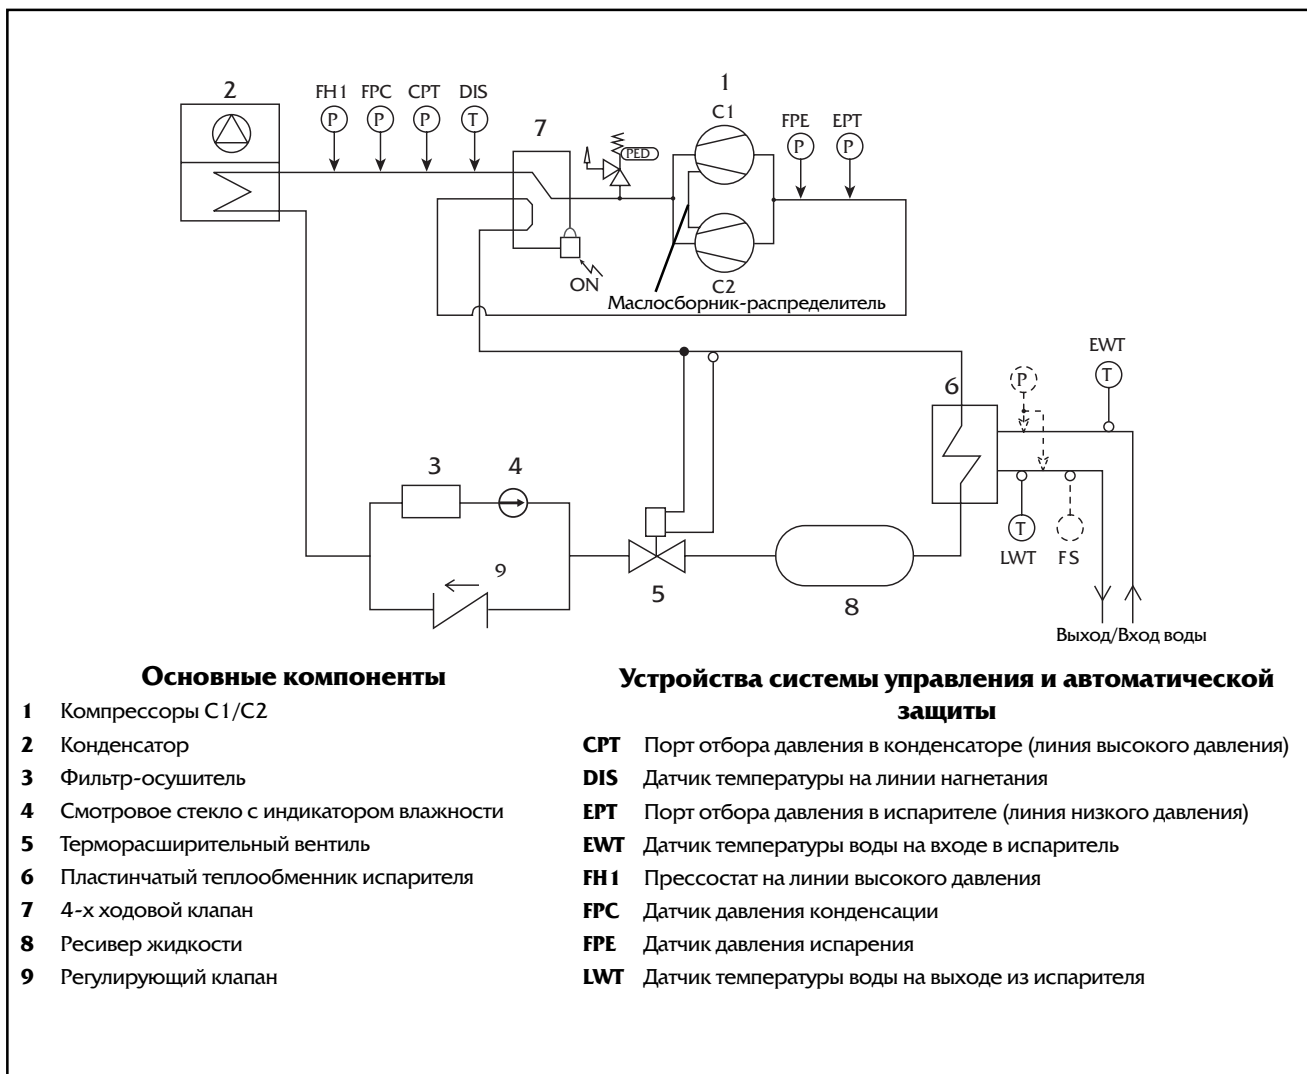 1
2
FH1 FPC CPT DIS
C1
7
FPE EPT
P P P T
PED
P P
ON
C2
Маслосборник-распределитель
EWT
P T
6
3 4
T
LWT FS
9
5
8
Выход/Вход воды
Основные компоненты
1 Компрессоры C1/C2
2 Конденсатор
3 Фильтр-осушитель
4 Смотровое стекло с индикатором влажности
5 Терморасширительный вентиль
6 Пластинчатый теплообменник испарителя
7 4-х ходовой клапан
8 Ресивер жидкости
9 Регулирующий клапан
Устройства системы управления и автоматической
защиты
CPT Порт отбора давления в конденсаторе (линия высокого давления)
DIS Датчик температуры на линии нагнетания
EPT Порт отбора давления в испарителе (линия низкого давления)
EWT Датчик температуры воды на входе в испаритель
FH1 Прессостат на линии высокого давления
FPC Датчик давления конденсации
FPE Датчик давления испарения
LWT Датчик температуры воды на выходе из испарителя